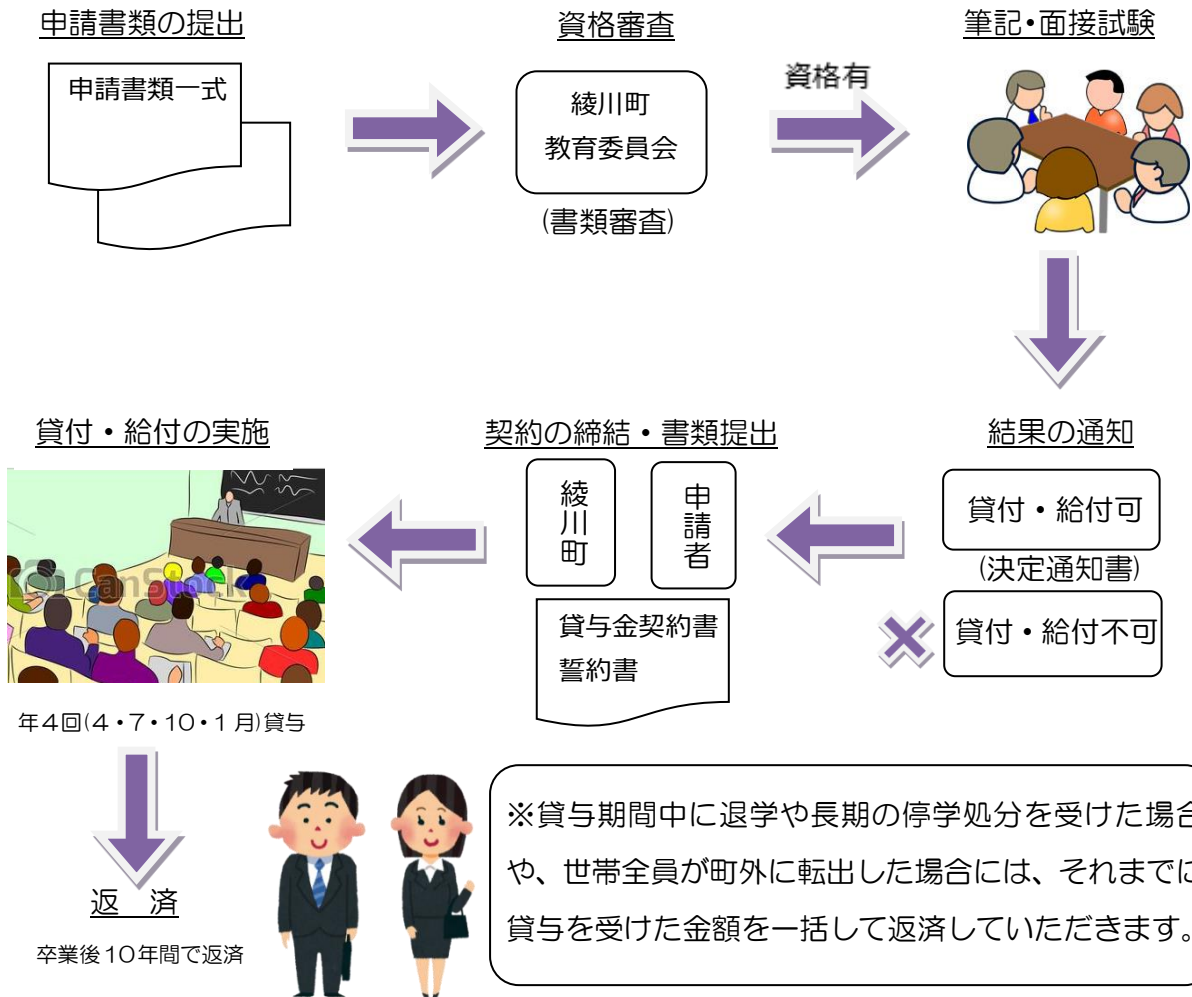 申請書類の提出
資格審査
筆記・面接試験
申請書類一式
綾川町
教育委員会
(書類審査)
資格有
貸付・給付の実施
契約の締結・書類提出
結果の通知
綾川町
申請者
貸付・給付可
(決定通知書)
貸付・給付不可
貸与金契約書
誓約書
CanStock
年4回(4・7・10・1月)貸与
返 済
卒業後10年間で返済
※貸与期間中に退学や長期の停学処分を受けた場合
や、世帯全員が町外に転出した場合には、それまでに
貸与を受けた金額を一括して返済していただきます。